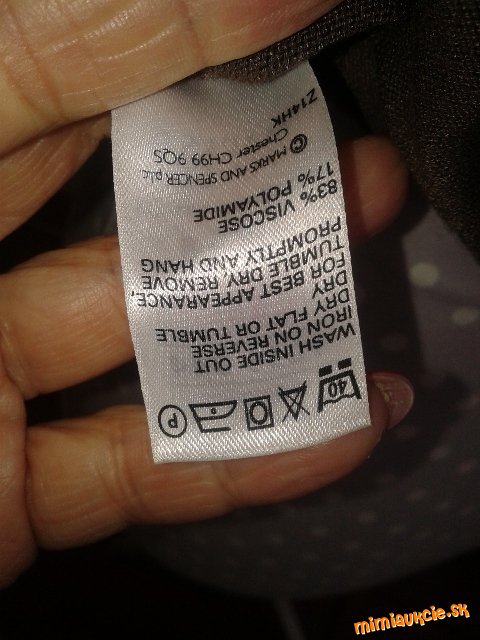 40
P
WASH INSIDE OUT
IRON ON REVERSE
DRY FLAT OR TUMBLE
DRY
FOR BEST APPEARANCE,
TUMBLE DRY, REMOVE
PROMPTLY AND HANG
83% VISCOSE
17% POLYAMIDE
© MARKS AND SPENCER p.l.c.
Chester CH99 9QS
Z14HK
mimiaukcie.sk